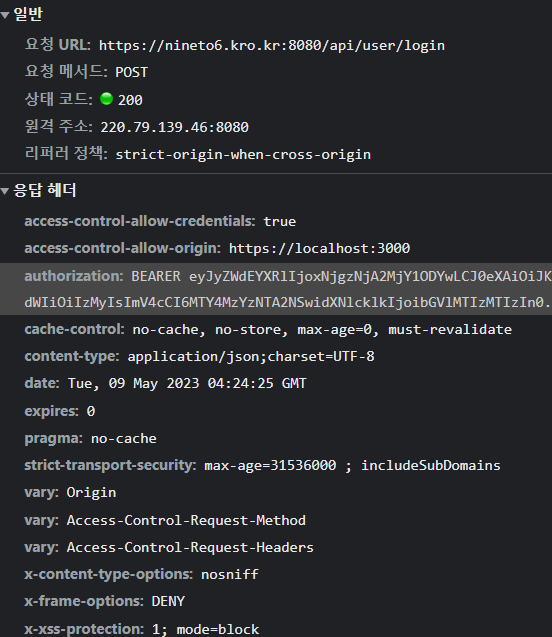 일반
요청 URL: https://nineto6.kro.kr:8080/api/user/login
요청 메서드: POST
상태 코드: 200
원격 주소: 220.79.139.46:8080
리퍼러 정책: strict-origin-when-cross-origin
응답 헤더
access-control-allow-credentials: true
access-control-allow-origin: https://localhost:3000
authorization: BEARER eyJyZWdEYXRlIjoxNjgzNjA2MjY1ODYwLCJ0eXAiOiJK
dWIiOiIzMyIsImV4cCI6MTY4MzYzNTA2NSwidXNlcklkIjoibGVlMTIzMTIzIn0.
cache-control: no-cache, no-store, max-age=0, must-revalidate
content-type: application/json;charset=UTF-8
date: Tue, 09 May 2023 04:24:25 GMT
expires: 0
pragma: no-cache
strict-transport-security: max-age=31536000 ; includeSubDomains
vary: Origin
vary: Access-Control-Request-Method
vary: Access-Control-Request-Headers
x-content-type-options: nosniff
x-frame-options: DENY
x-xss-protection: 1; mode=block